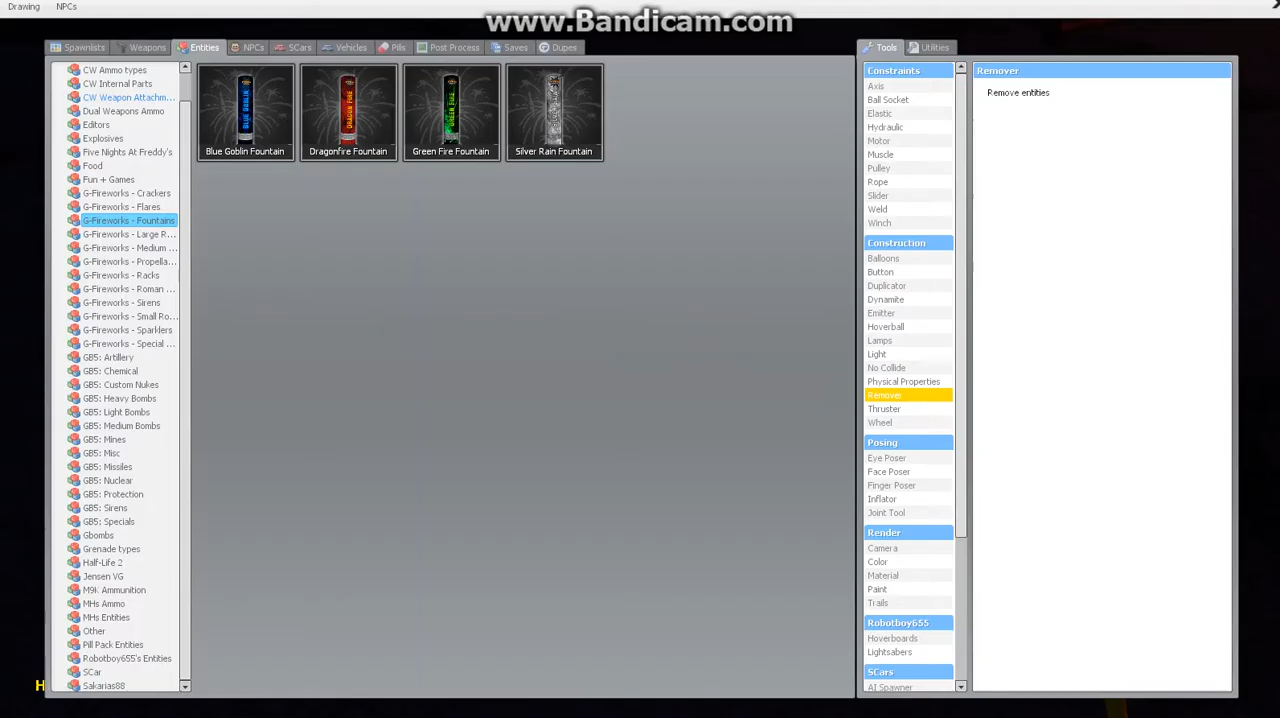 Drawing NPCs
www.Bandicam.com
Spawnlists Weapons Entities NPCs SCars Vehicles Pills Post Process Saves Dupes
Tools Utilities
CW Ammo types
CW Internal Parts
CW Weapon Attachm...
Dual Weapons Ammo
Editors
Explosives
Five Nights At Freddy's
Food
Fun + Games
G-Fireworks - Crackers
G-Fireworks - Flares
G-Fireworks - Fountains
G-Fireworks - Large R...
G-Fireworks - Medium ...
G-Fireworks - Propella...
G-Fireworks - Racks
G-Fireworks - Roman ...
G-Fireworks - Sirens
G-Fireworks - Small Ro...
G-Fireworks - Sparklers
G-Fireworks - Special ...
GB5: Artillery
GB5: Chemical
GB5: Custom Nukes
GB5: Heavy Bombs
GB5: Light Bombs
GB5: Medium Bombs
GB5: Mines
GB5: Misc
GB5: Missiles
GB5: Nuclear
GB5: Protection
GB5: Sirens
GB5: Specials
Gbombs
Grenade types
Half-Life 2
Jensen VG
M9K Ammunition
MHs Ammo
MHs Entities
Other
Pill Pack Entities
Robotboy655's Entities
SCar
Sakarias88
H
BLUE GOBLIN
Blue Goblin Fountain
DRAGON FIRE
Dragonfire Fountain
GREEN FIRE
Green Fire Fountain
Silver Rain Fountain
Constraints
Axis
Ball Socket
Elastic
Hydraulic
Motor
Muscle
Pulley
Rope
Slider
Weld
Winch
Construction
Balloons
Button
Duplicator
Dynamite
Emitter
Hoverball
Lamps
Light
No Collide
Physical Properties
Remover
Thruster
Wheel
Posing
Eye Poser
Face Poser
Finger Poser
Inflator
Joint Tool
Render
Camera
Color
Material
Paint
Trails
Robotboy655
Hoverboards
Lightsabers
SCars
AI Spawner
Remover
Remove entities